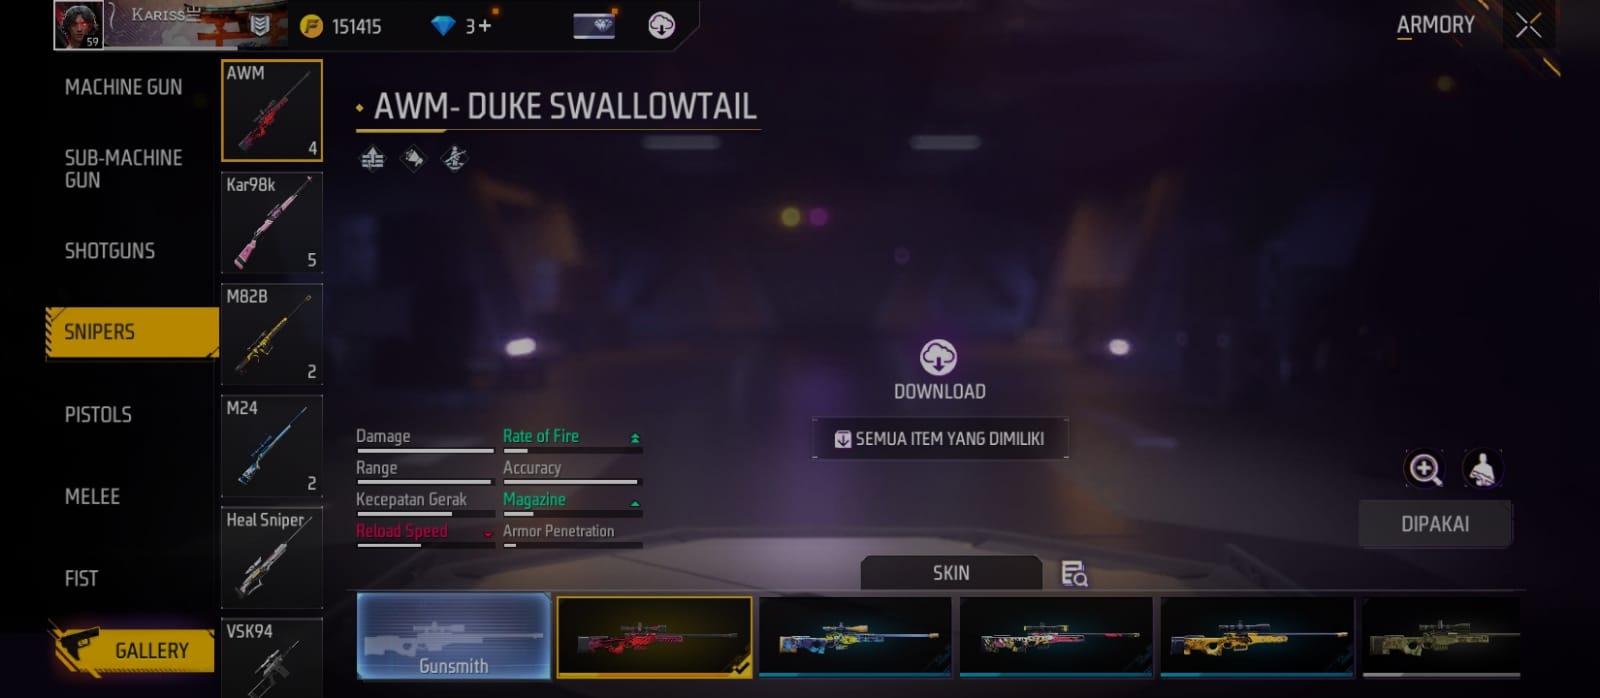 Kariss
59
151415
3+
ARMORY
MACHINE GUN
SUB-MACHINE
GUN
SHOTGUNS
SNIPERS
PISTOLS
MELEE
FIST
GALLERY
AWM
4
Kar98k
5
M82B
2
M24
2
Heal Sniper
VSK94
AWM- DUKE SWALLOWTAIL
DOWNLOAD
SEMUA ITEM YANG DIMILIKI
Damage
Rate of Fire
Range
Accuracy
Kecepatan Gerak
Magazine
Reload Speed
Armor Penetration
DIPAKAI
SKIN
Gunsmith